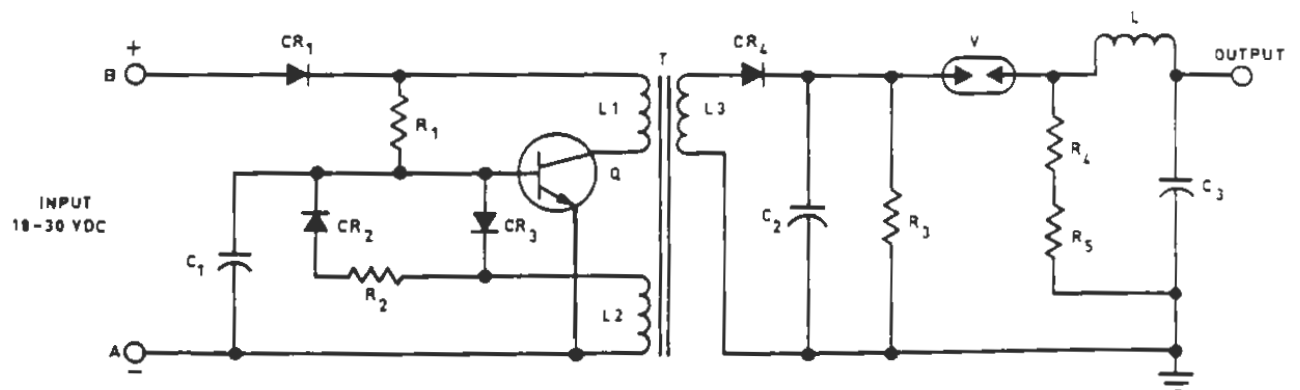 L
CR1
T
CR4
V
OUTPUT
+
B
R1
L1
L3
R4
Q
C3
INPUT
18-30 VDC
CR2
CR3
C2
R3
C1
R2
L2
R5
A
−